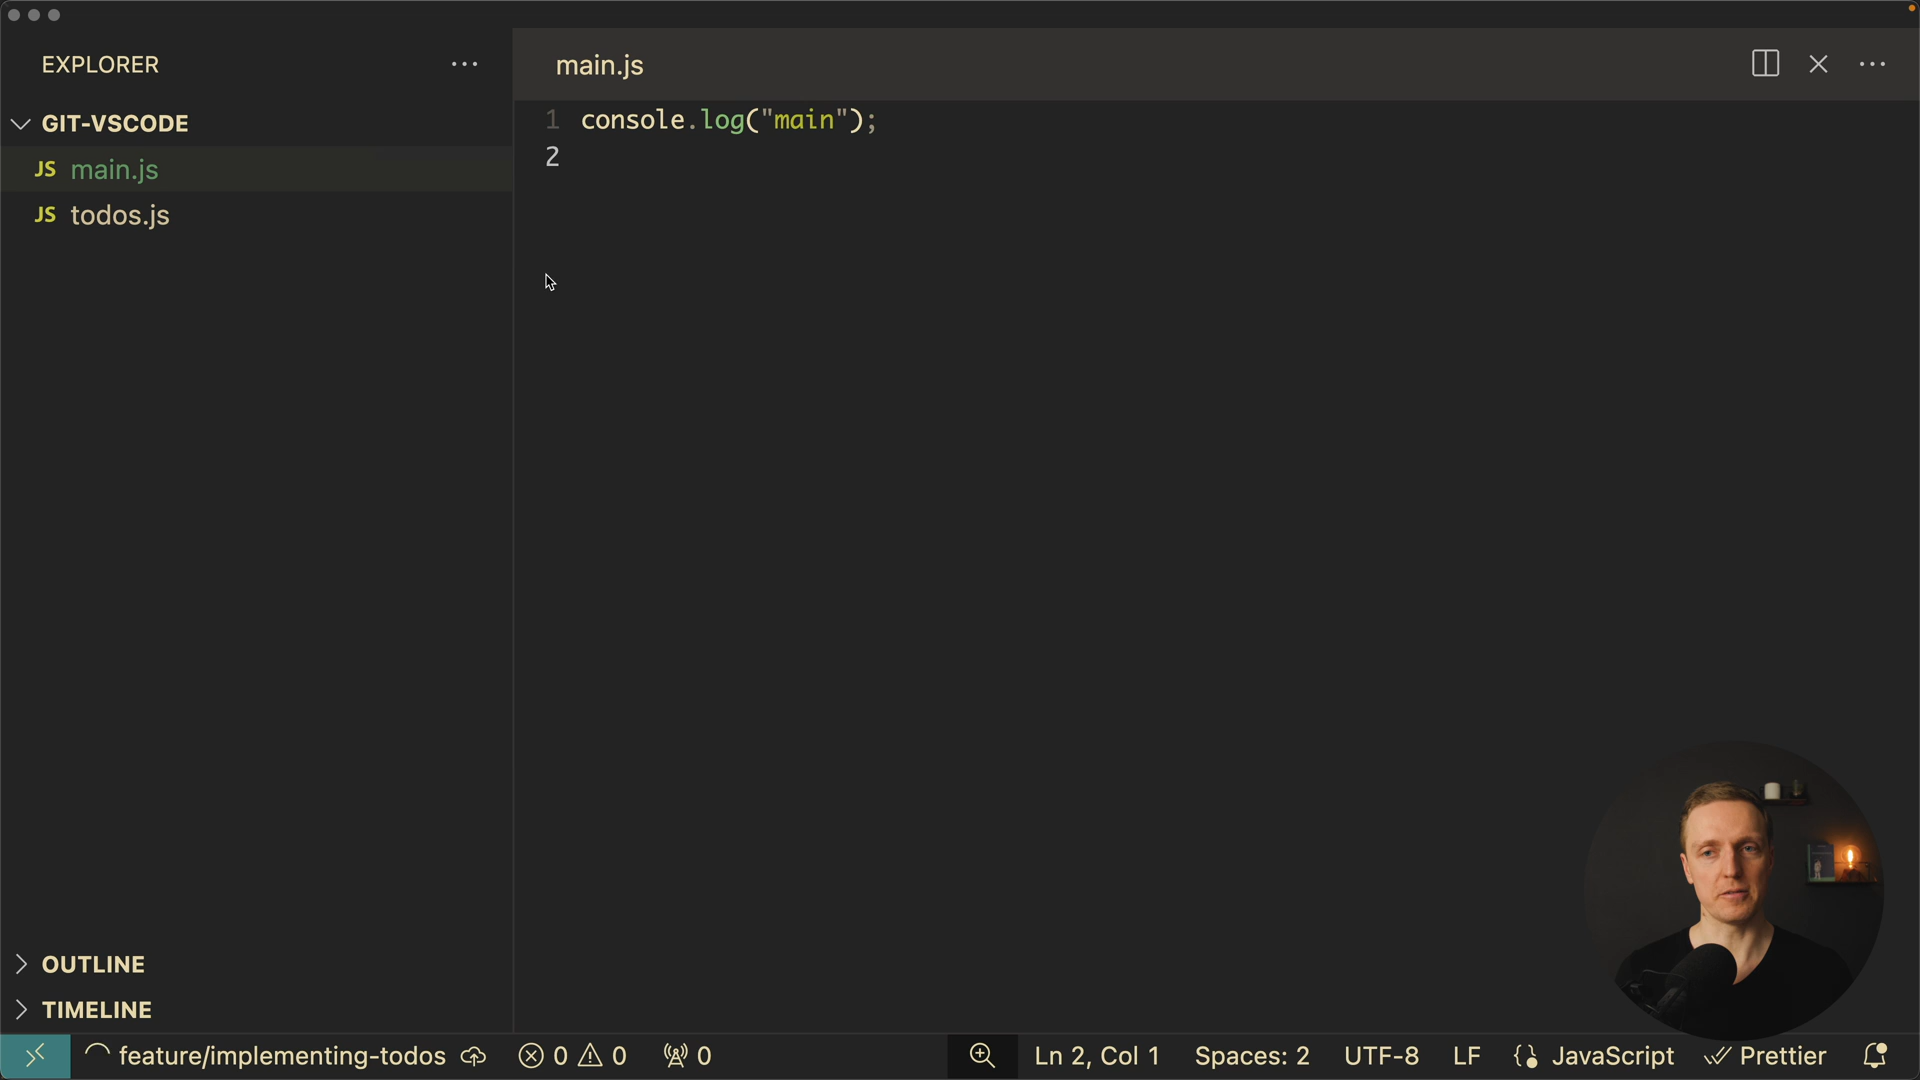 EXPLORER
main.js
GIT-VSCODE
JS main.js
JS todos.js
1 console.log("main");
2
OUTLINE
TIMELINE
feature/implementing-todos 0 0 0 Ln 2, Col 1 Spaces: 2 UTF-8 LF {} JavaScript Prettier